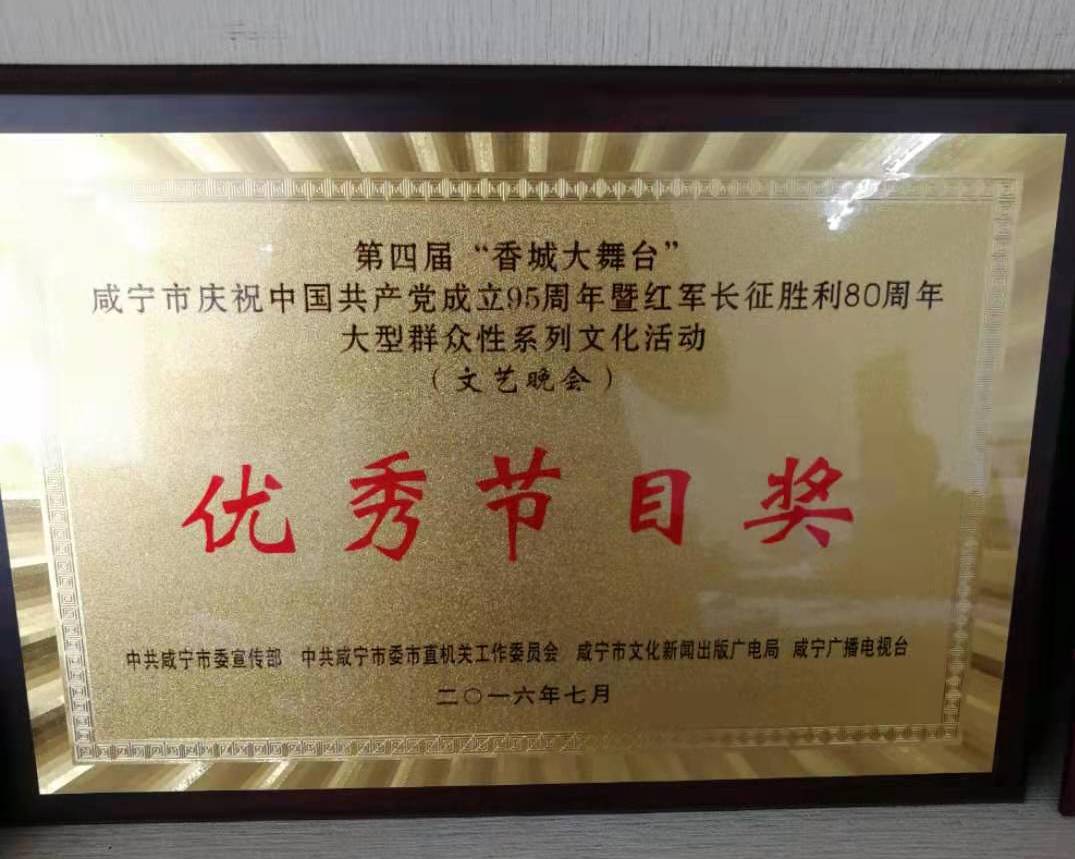 第四届“香城大舞台”
咸宁市庆祝中国共产党成立95周年暨红军长征胜利80周年
大型群众性系列文化活动
（文艺晚会）
优秀节目奖
中共咸宁市委宣传部 中共咸宁市委市直机关工作委员会 咸宁市文化新闻出版广电局 咸宁广播电视台
二〇一六年七月